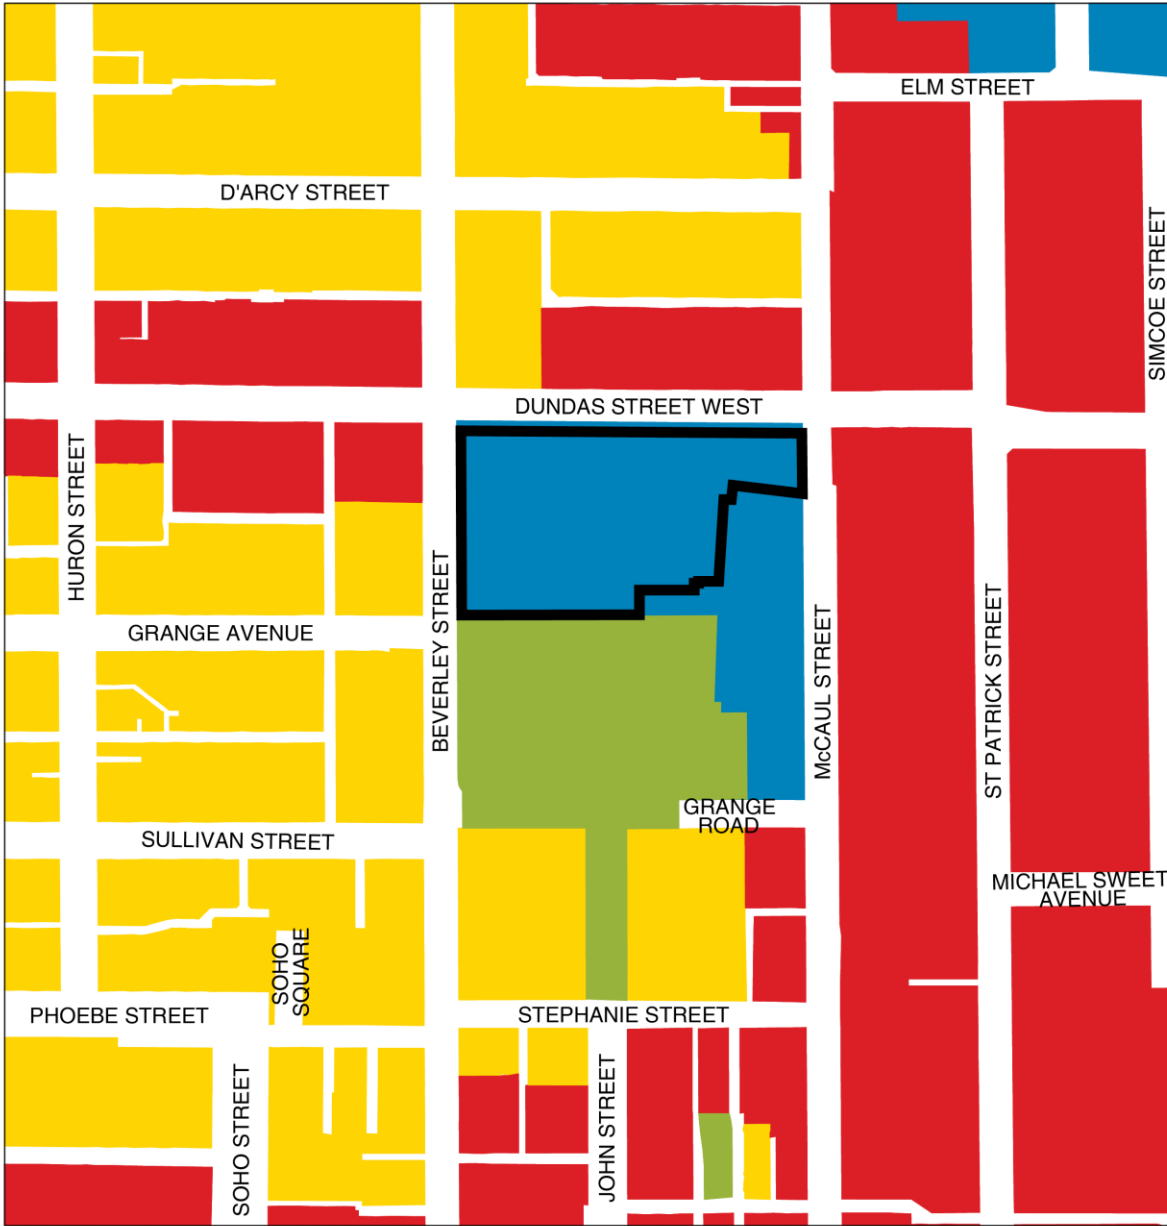 ELM STREET
D'ARCY STREET
SIMCOE STREET
DUNDAS STREET WEST
HURON STREET
BEVERLEY STREET
McCAUL STREET
ST PATRICK STREET
GRANGE AVENUE
GRANGE
ROAD
SULLIVAN STREET
MICHAEL SWEET
AVENUE
SOHO
SQUARE
PHOEBE STREET
STEPHANIE STREET
SOHO STREET
JOHN STREET